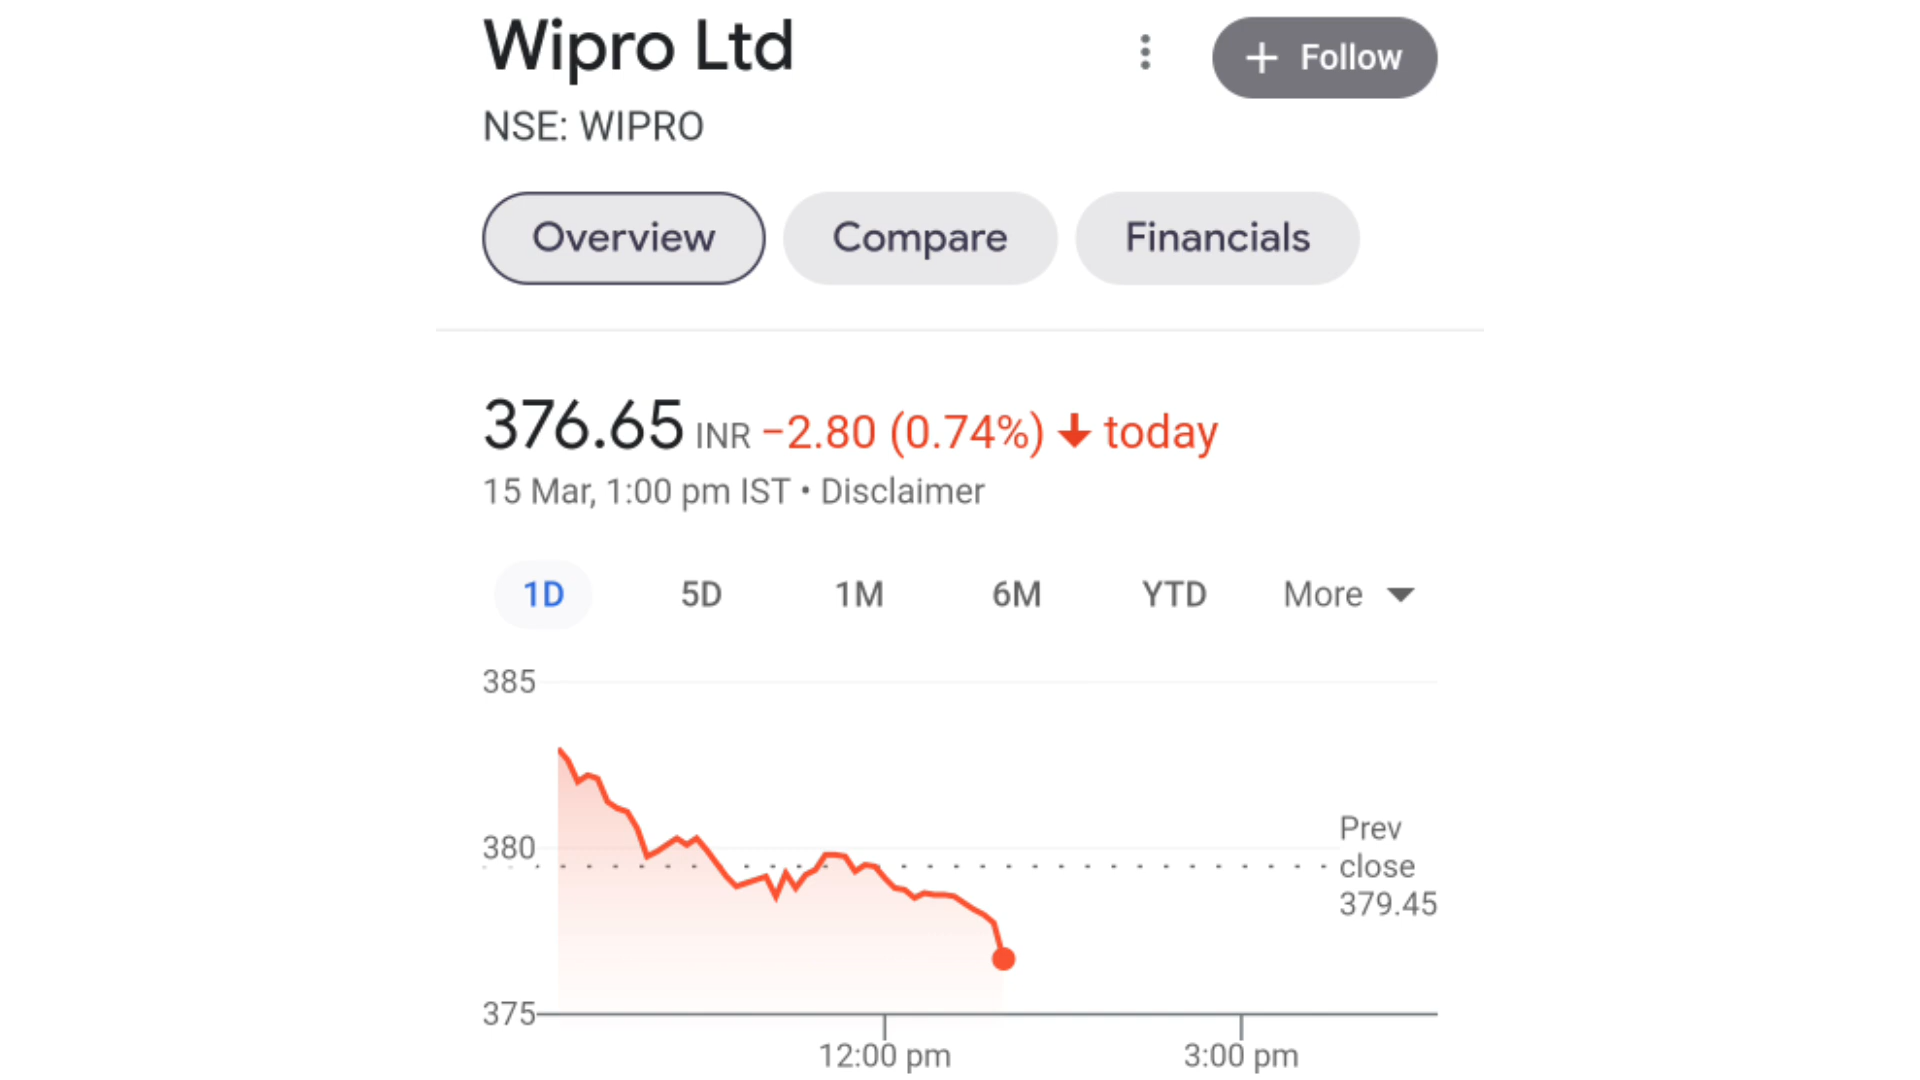 Wipro Ltd
+ Follow
NSE: WIPRO
Overview Compare Financials
376.65 INR −2.80 (0.74%) ↓ today
15 Mar, 1:00 pm IST • Disclaimer
1D 5D 1M 6M YTD More
385
380
375
Prev
close
379.45
12:00 pm 3:00 pm